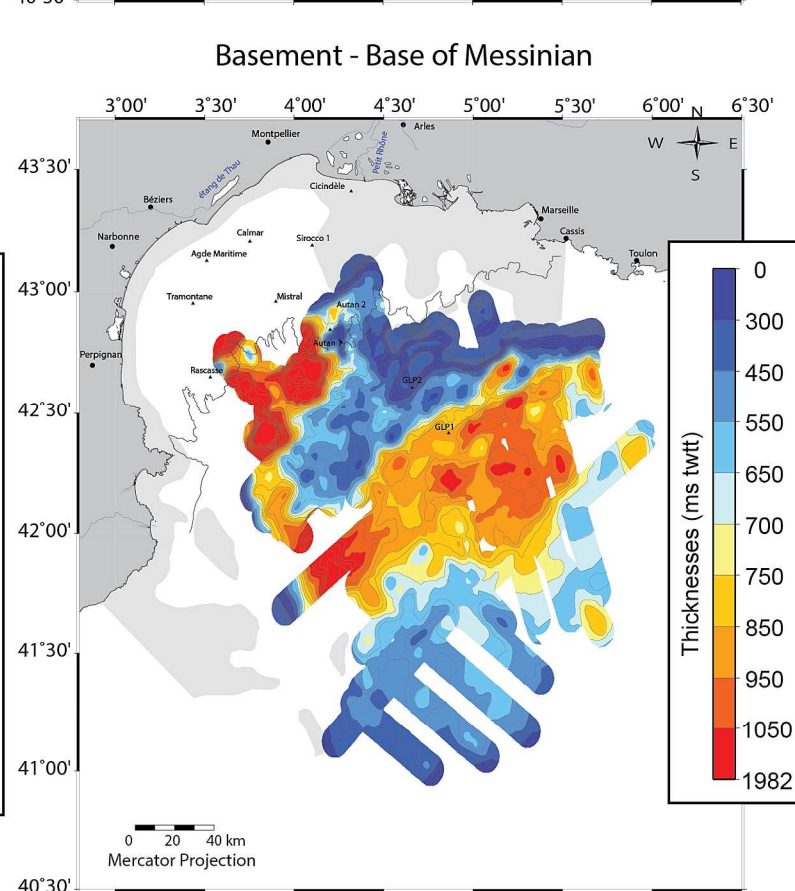 Basement - Base of Messinian
3°00' 3°30' 4°00' 4°30' 5°00' 5°30' 6°00' 6°30'
N
W E
S
43°30'
43°00'
42°30'
42°00'
41°30'
41°00'
40°30'
Arles
Montpellier
Petit Rhône
étang de Thau
Cicindèle
Béziers
Marseille
Narbonne
Calmar
Sirocco 1
Cassis
Agde Maritime
Toulon
Tramontane
Mistral
Autan 2
Autan 1
Perpignan
Rascasse
GLP2
GLP1
Thicknesses (ms twtt)
0
300
450
550
650
700
750
850
950
1050
1982
0 20 40 km
Mercator Projection